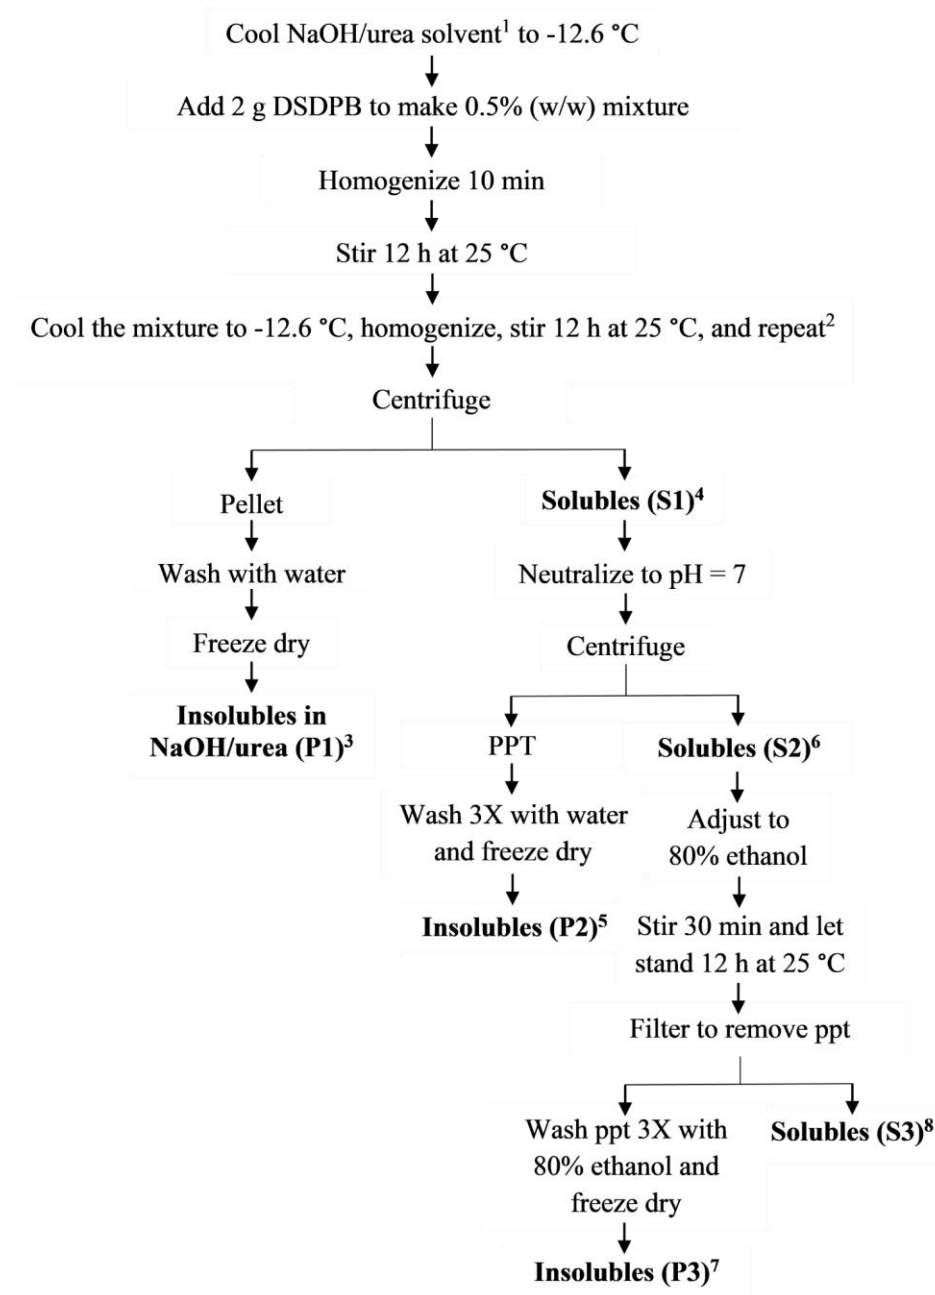 Cool NaOH/urea solvent¹ to -12.6 °C
Add 2 g DSDPB to make 0.5% (w/w) mixture
Homogenize 10 min
Stir 12 h at 25 °C
Cool the mixture to -12.6 °C, homogenize, stir 12 h at 25 °C, and repeat²
Centrifuge
Pellet
Wash with water
Freeze dry
Insolubles in
NaOH/urea (P1)³
Solubles (S1)⁴
Neutralize to pH = 7
Centrifuge
PPT
Wash 3X with water
and freeze dry
Insolubles (P2)⁵
Solubles (S2)⁶
Adjust to
80% ethanol
Stir 30 min and let
stand 12 h at 25 °C
Filter to remove ppt
Wash ppt 3X with
80% ethanol and
freeze dry
Insolubles (P3)⁷
Solubles (S3)⁸